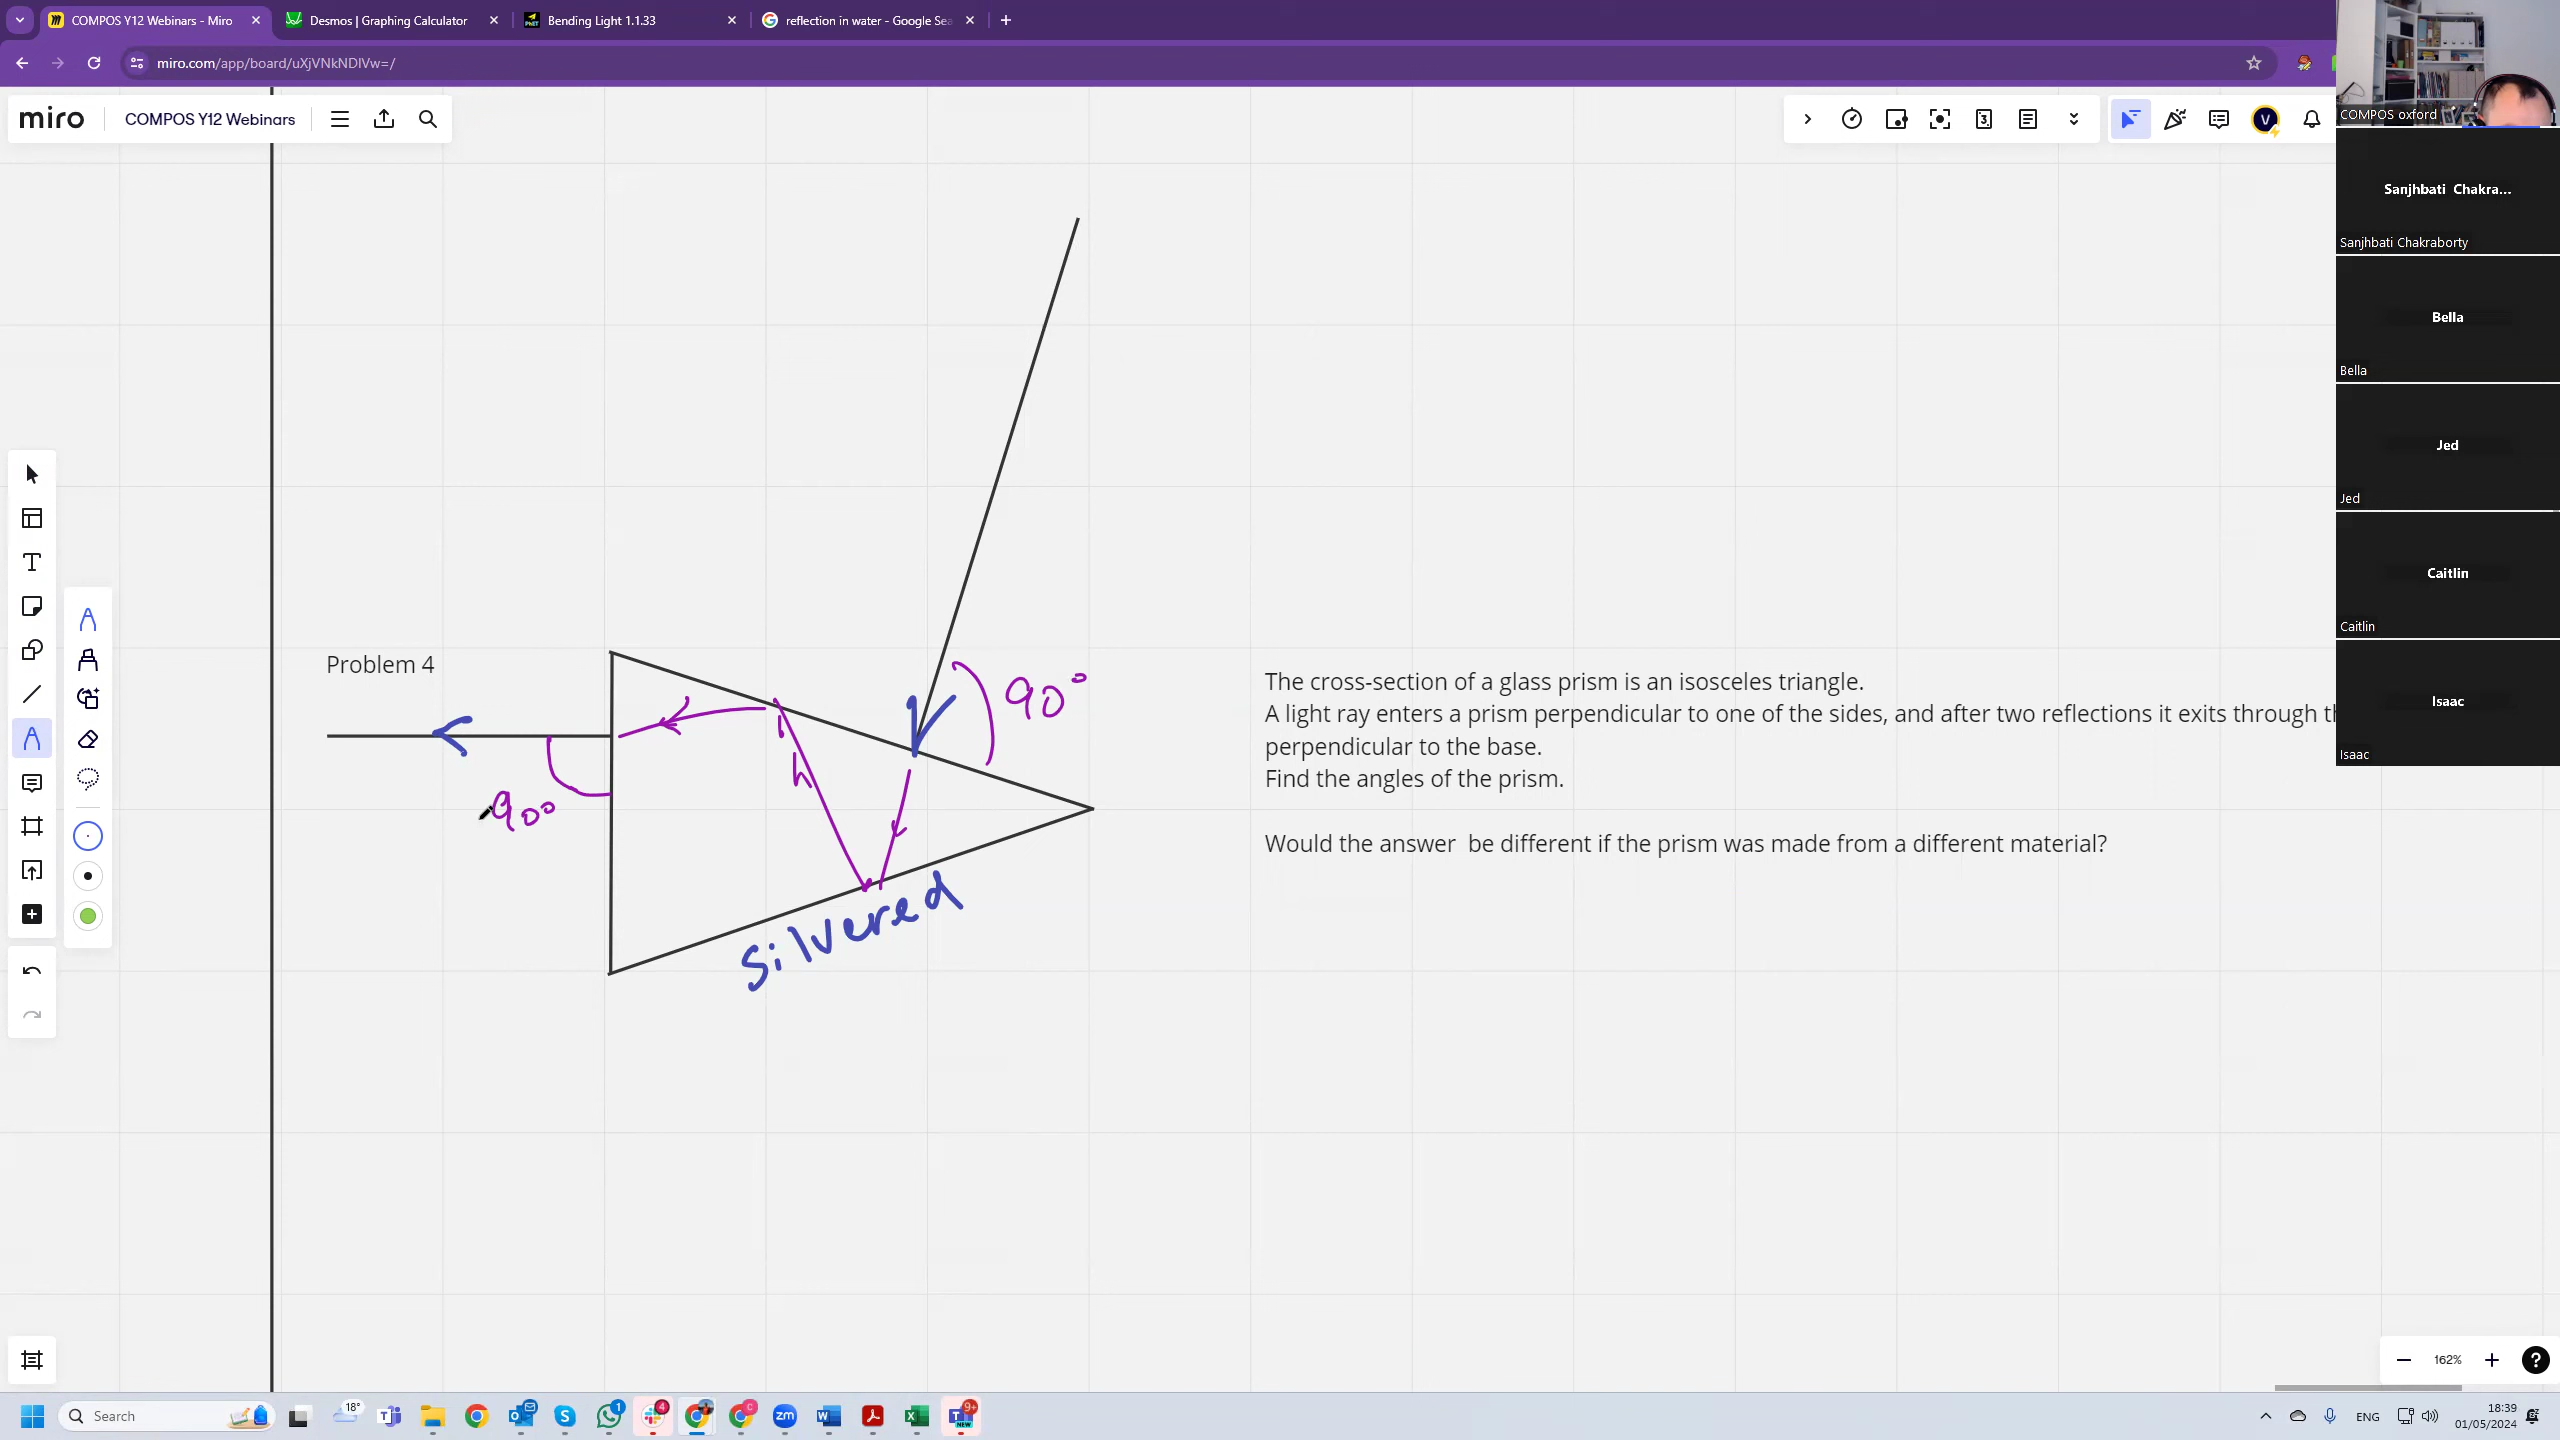 COMPOS Y12 Webinars - Miro
Desmos | Graphing Calculator
Bending Light 1.1.33
reflection in water - Google Sea
miro.com/app/board/uXjVNkNDlVw=/
miro
COMPOS Y12 Webinars
V
COMPOS oxford
Sanjhbati Chakra...
Sanjhbati Chakraborty
Bella
Bella
Jed
Jed
Caitlin
Caitlin
Isaac
Isaac
Problem 4
90°
90°
silvered
The cross-section of a glass prism is an isosceles triangle.
A light ray enters a prism perpendicular to one of the sides, and after two reflections it exits through th
perpendicular to the base.
Find the angles of the prism.
Would the answer  be different if the prism was made from a different material?
162%
Search
18°
1
4
9+
ENG
18:39
01/05/2024